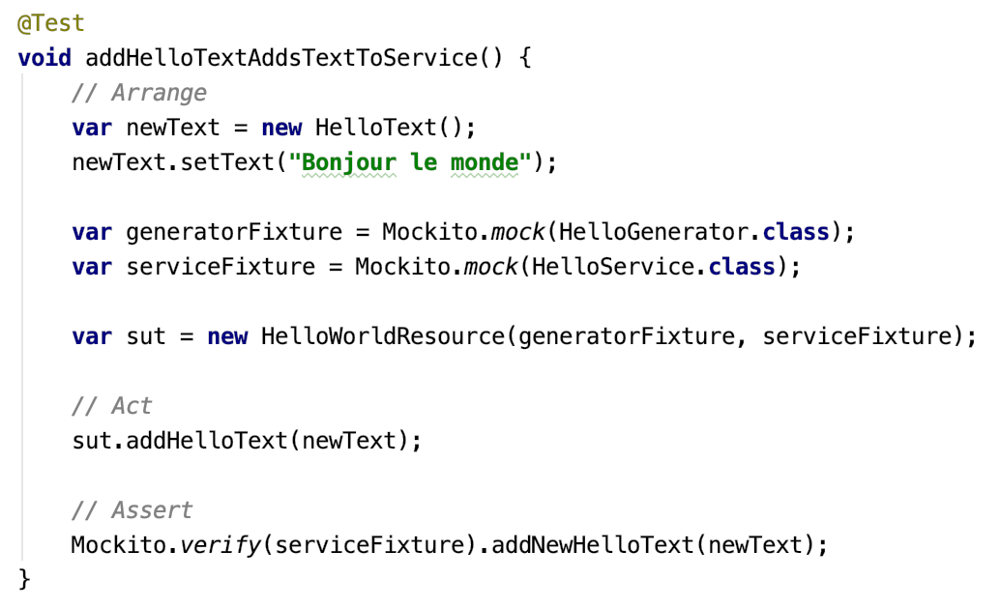 @Test
void addHelloTextAddsTextToService() {
// Arrange
var newText = new HelloText();
newText.setText("Bonjour le monde");
var generatorFixture = Mockito.mock(HelloGenerator.class);
var serviceFixture = Mockito.mock(HelloService.class);
var sut = new HelloWorldResource(generatorFixture, serviceFixture);
// Act
sut.addHelloText(newText);
// Assert
Mockito.verify(serviceFixture).addNewHelloText(newText);
}